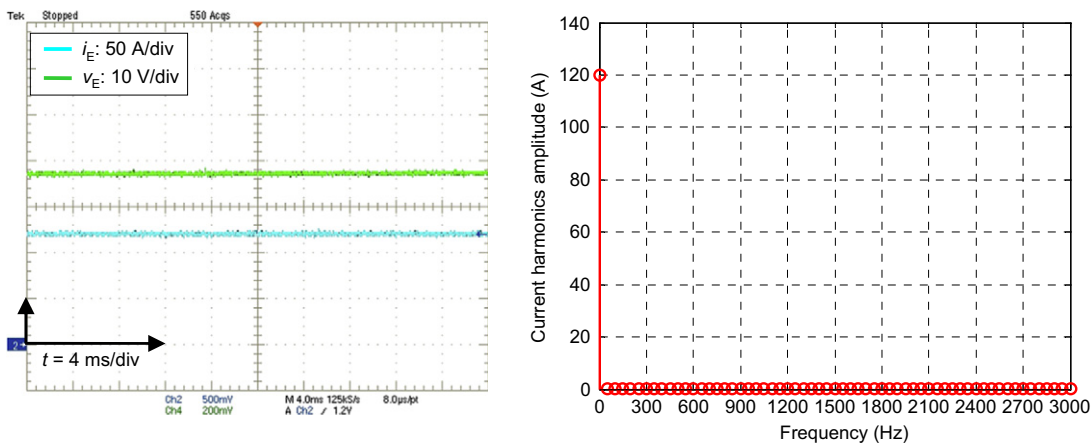 Tek Stopped 550 Acqs
iE: 50 A/div
vE: 10 V/div
2
t = 4 ms/div
Ch2 500mV M 4.0ms 125kS/s 8.0µs/pt
Ch4 200mV A Ch2 / 1.2V
Current harmonics amplitude (A)
140
120
100
80
60
40
20
0
0 300 600 900 1200 1500 1800 2100 2400 2700 3000
Frequency (Hz)